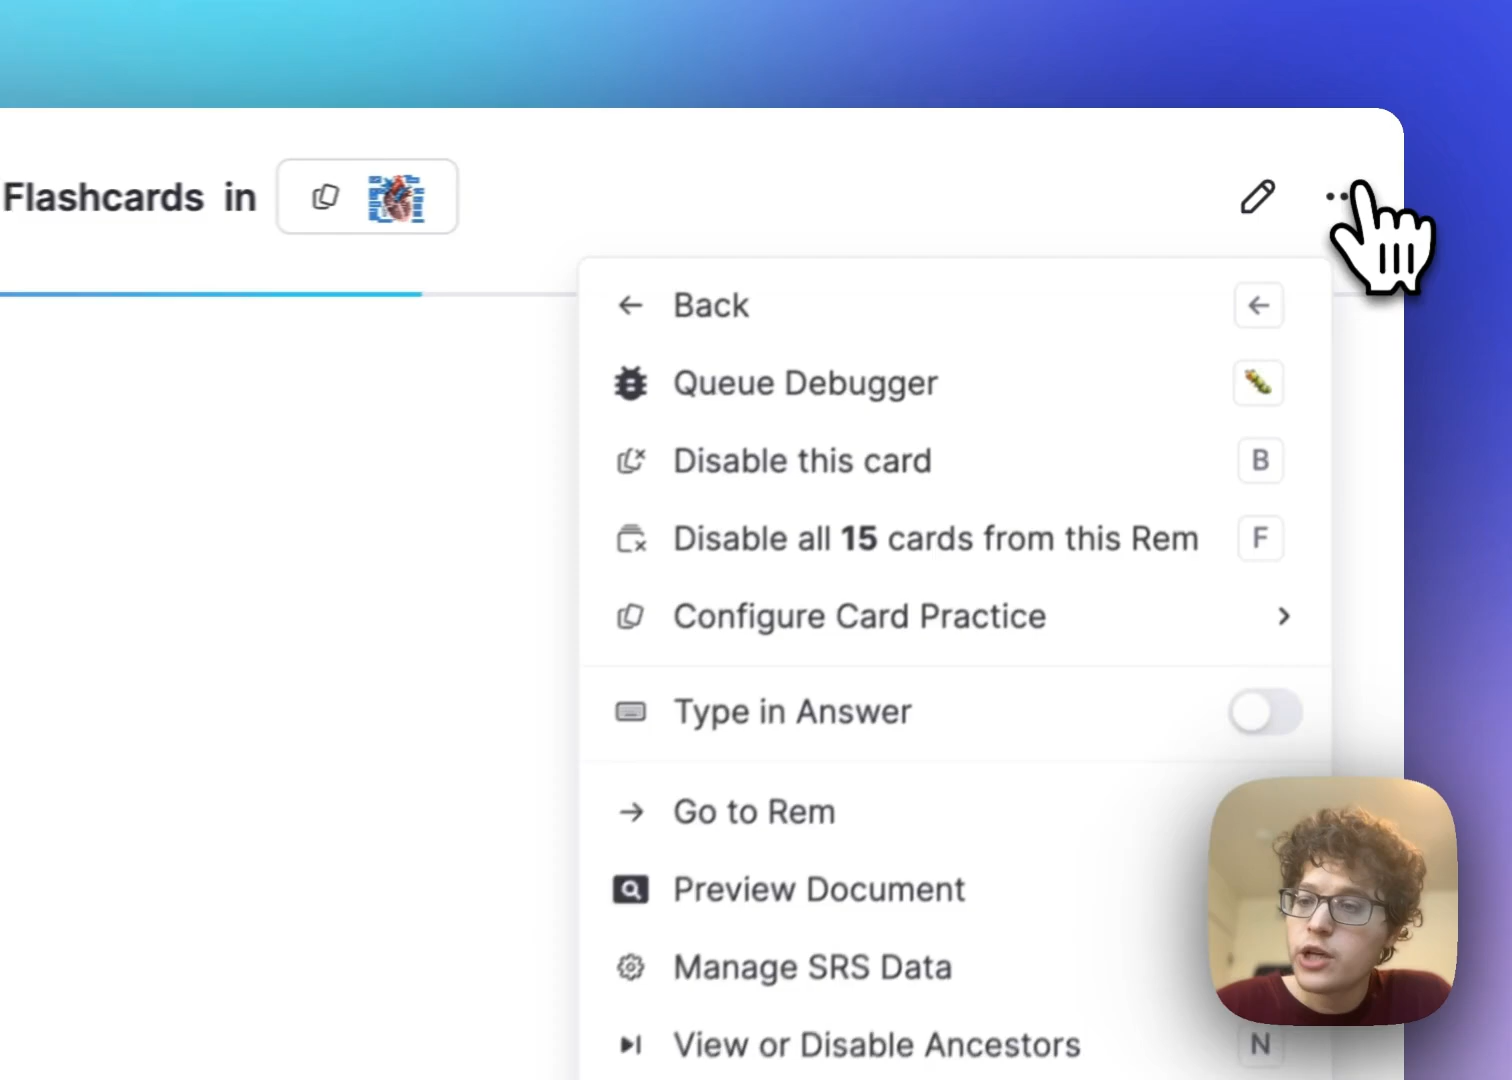 Flashcards in
Back
Queue Debugger
Disable this card B
Disable all 15 cards from this Rem F
Configure Card Practice
Type in Answer
Go to Rem
Preview Document
Manage SRS Data
View or Disable Ancestors N